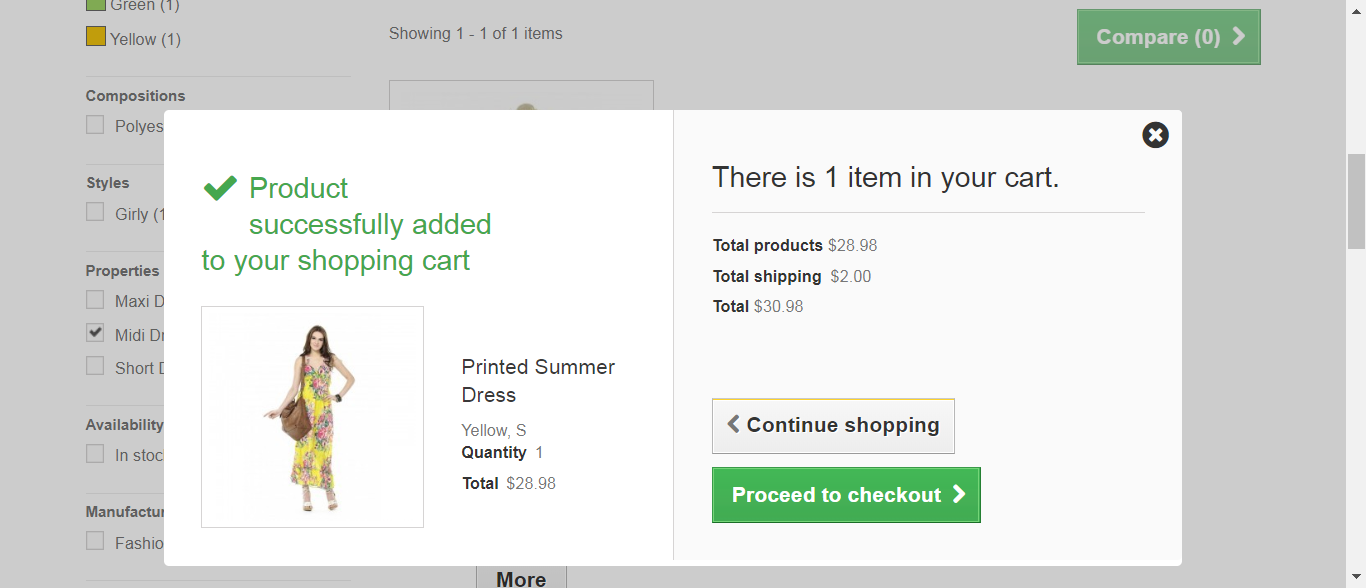 Green (1)
Yellow (1)
Compositions
Polyes
Styles
Girly (1
Properties
Maxi D
Midi Dr
Short D
Availability
In stoc
Manufactur
Fashio
Showing 1 - 1 of 1 items
Compare (0)
Product
successfully added
to your shopping cart
Printed Summer
Dress
Yellow, S
Quantity 1
Total $28.98
There is 1 item in your cart.
Total products $28.98
Total shipping $2.00
Total $30.98
Continue shopping
Proceed to checkout
More